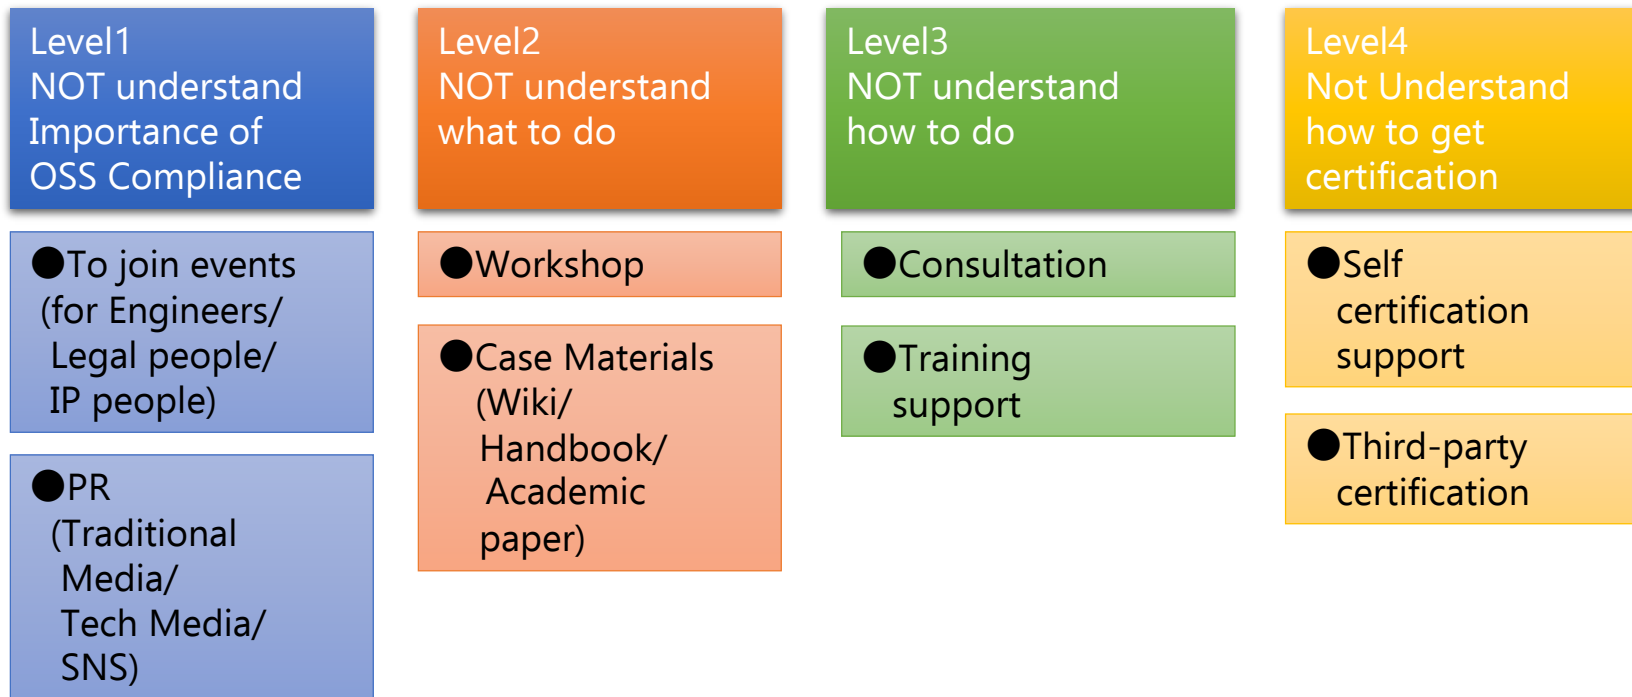 Level1
NOT understand
Importance of
OSS Compliance
●To join events
(for Engineers/
Legal people/
IP people)
●PR
(Traditional
Media/
Tech Media/
SNS)
Level2
NOT understand
what to do
●Workshop
●Case Materials
(Wiki/
Handbook/
Academic
paper)
Level3
NOT understand
how to do
●Consultation
●Training
support
Level4
Not Understand
how to get
certification
●Self
certification
support
●Third-party
certification